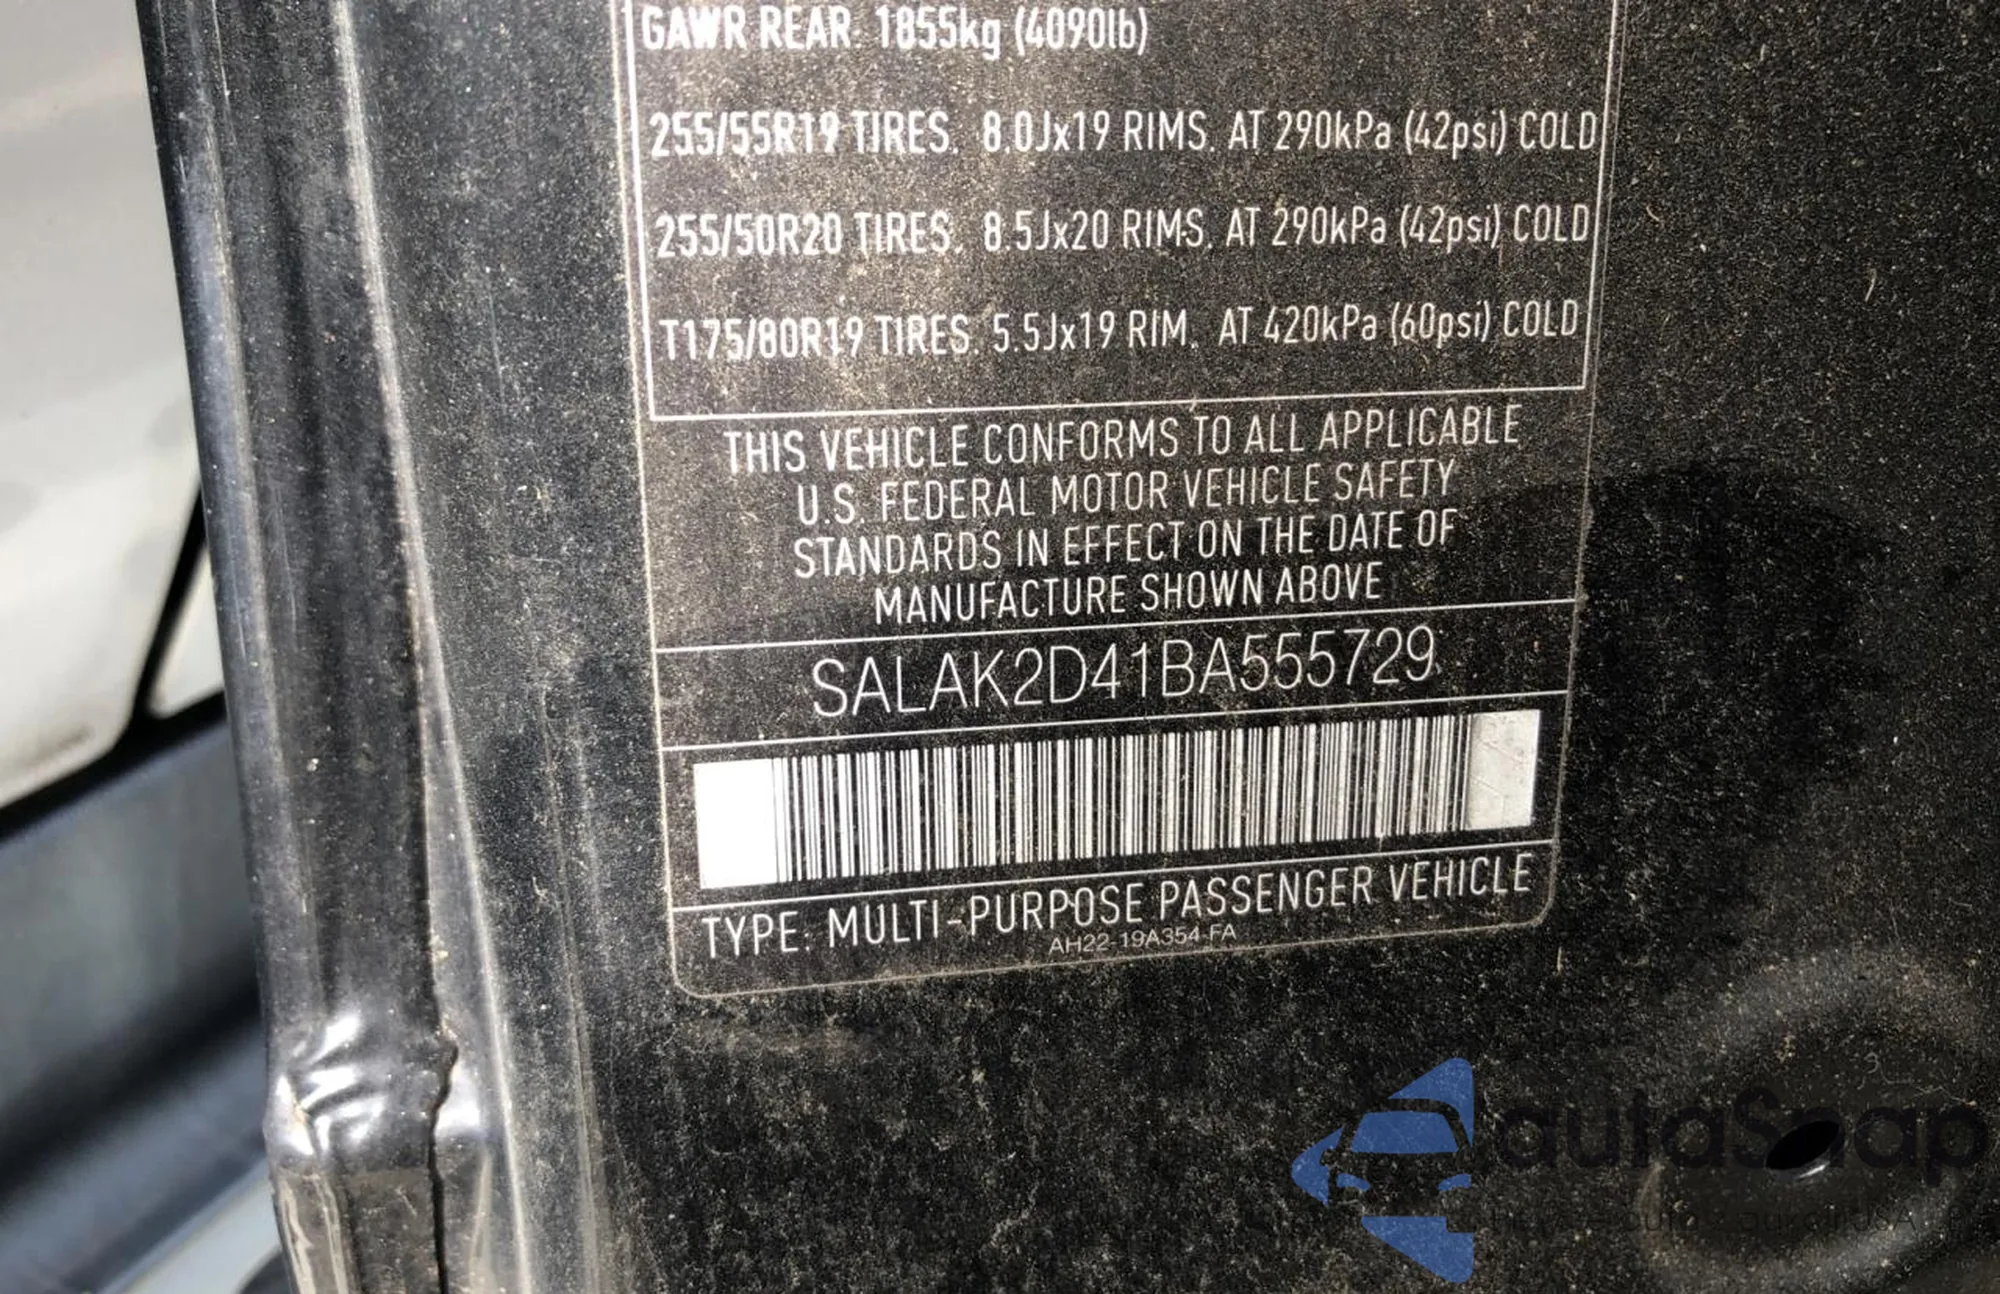 GAWR REAR: 1855kg (4090lb)
255/55R19 TIRES. 8.0Jx19 RIMS. AT 290kPa (42psi) COLD
255/50R20 TIRES. 8.5Jx20 RIMS. AT 290kPa (42psi) COLD
T175/80R19 TIRES. 5.5Jx19 RIM. AT 420kPa (60psi) COLD
THIS VEHICLE CONFORMS TO ALL APPLICABLE
U.S. FEDERAL MOTOR VEHICLE SAFETY
STANDARDS IN EFFECT ON THE DATE OF
MANUFACTURE SHOWN ABOVE
SALAK2D41BA555729
TYPE: MULTI-PURPOSE PASSENGER VEHICLE
AH22-19A354-FA
autoSnap